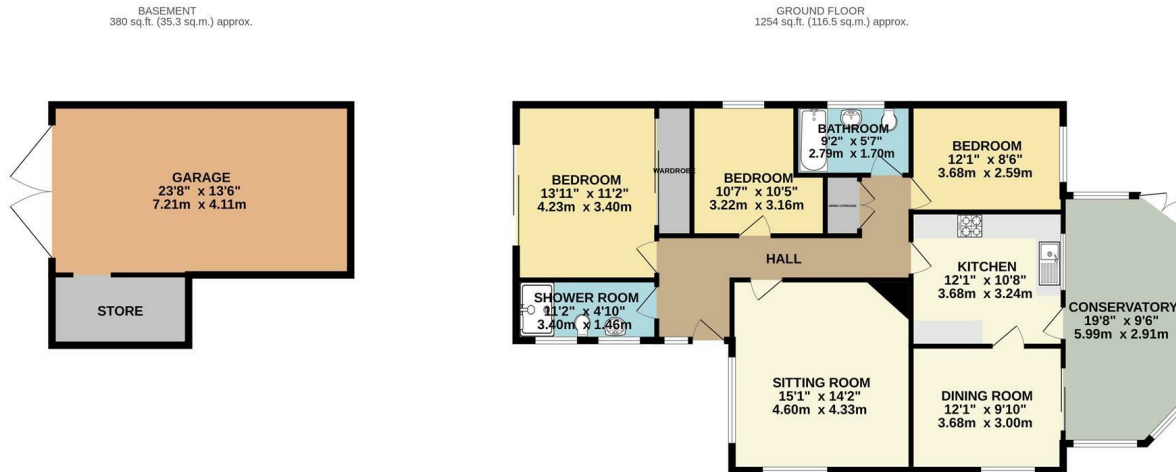 BASEMENT
380 sq.ft. (35.3 sq.m.) approx.
GROUND FLOOR
1254 sq.ft. (116.5 sq.m.) approx.
GARAGE
23'8" x 13'6"
7.21m x 4.11m
STORE
BEDROOM
13'11" x 11'2"
4.23m x 3.40m
WARDROBE
BEDROOM
10'7" x 10'5"
3.22m x 3.16m
BATHROOM
9'2" x 5'7"
2.79m x 1.70m
AIRING CUPBOARD
BEDROOM
12'1" x 8'6"
3.68m x 2.59m
HALL
KITCHEN
12'1" x 10'8"
3.68m x 3.24m
SHOWER ROOM
11'2" x 4'10"
3.40m x 1.46m
CONSERVATORY
19'8" x 9'6"
5.99m x 2.91m
SITTING ROOM
15'1" x 14'2"
4.60m x 4.33m
DINING ROOM
12'1" x 9'10"
3.68m x 3.00m